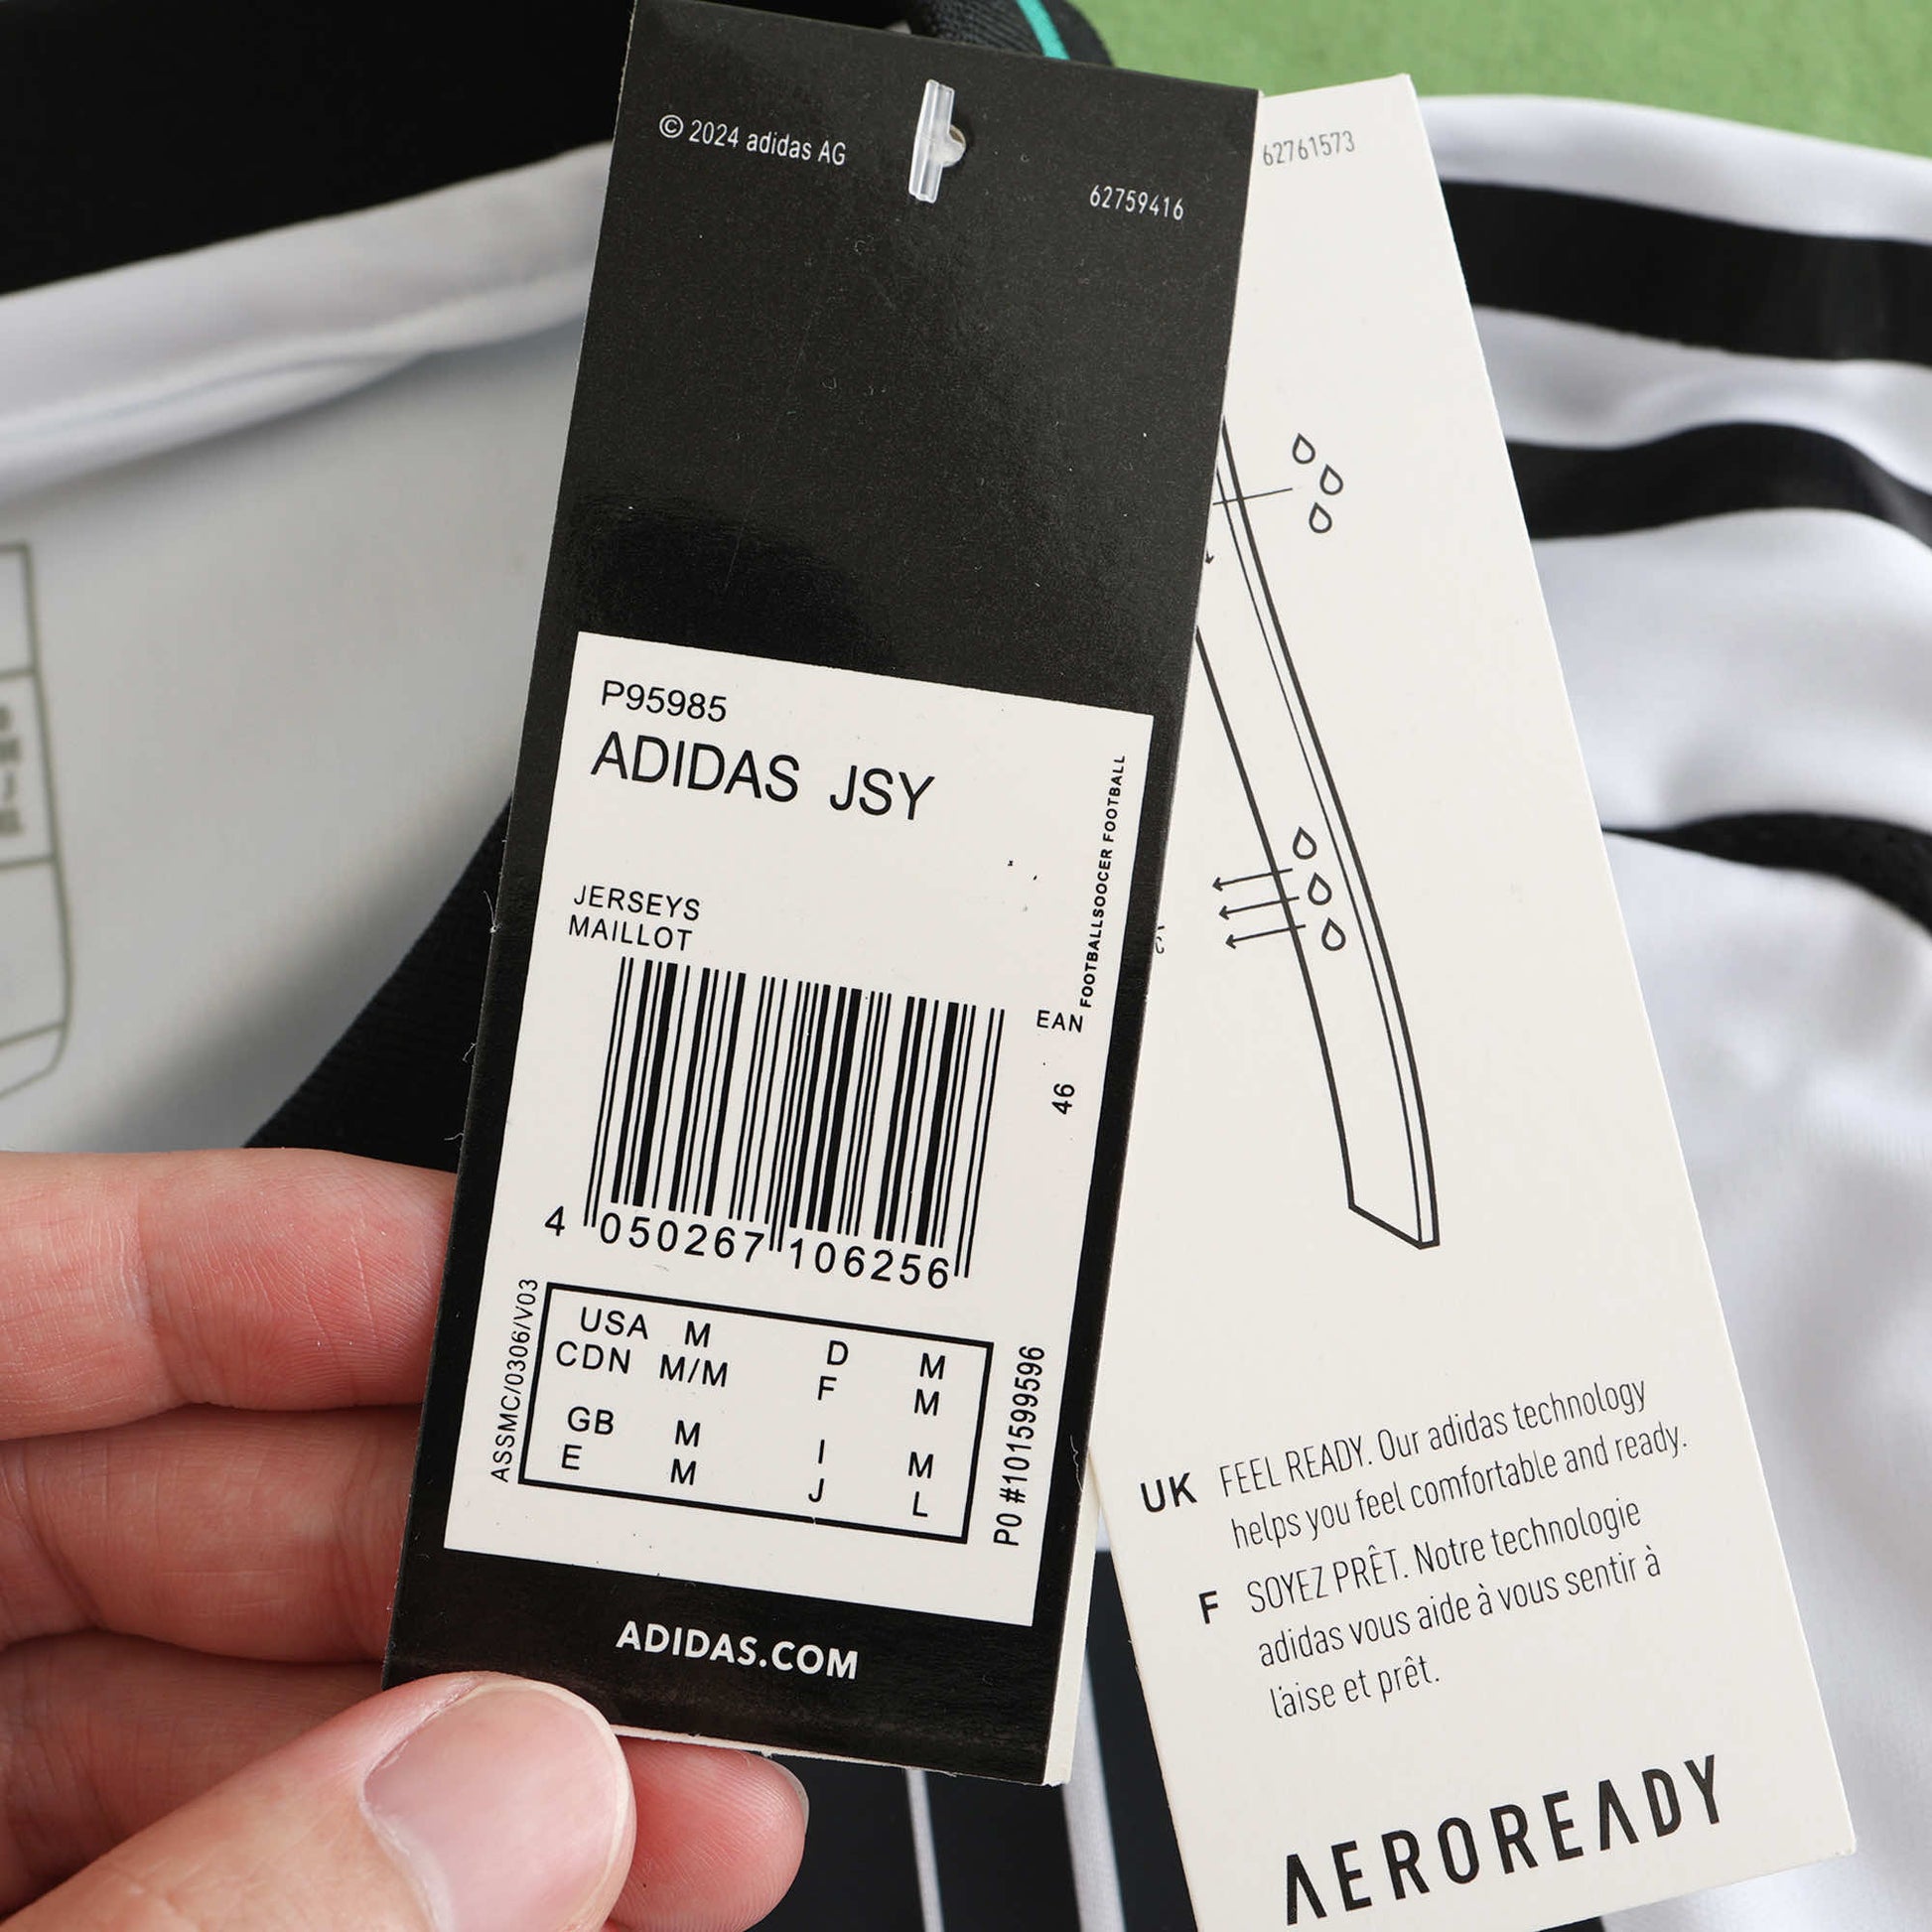 © 2024 adidas AG
62759416
62761573
P95985
ADIDAS JSY
JERSEYS
MAILLOT
FOOTBALLSOOCER FOOTBALL
EAN
46
4 050267 106256
ASSMC/0306/V03
USA M D M
CDN M/M F M
GB M I M
E M J L
PO #101599596
ADIDAS.COM
UK FEEL READY. Our adidas technology
helps you feel comfortable and ready.
F SOYEZ PRÊT. Notre technologie
adidas vous aide à vous sentir à
l'aise et prêt.
AEROREADY